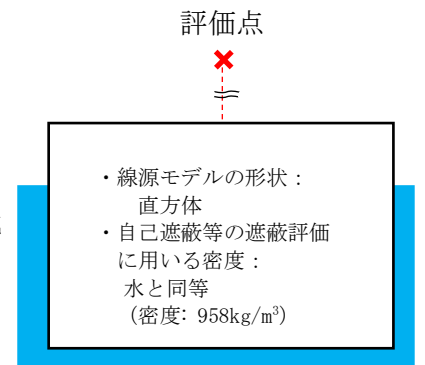 評価点
・線源モデルの形状：
直方体
・自己遮蔽等の遮蔽評価
に用いる密度：
水と同等
（密度: 958kg/m³）